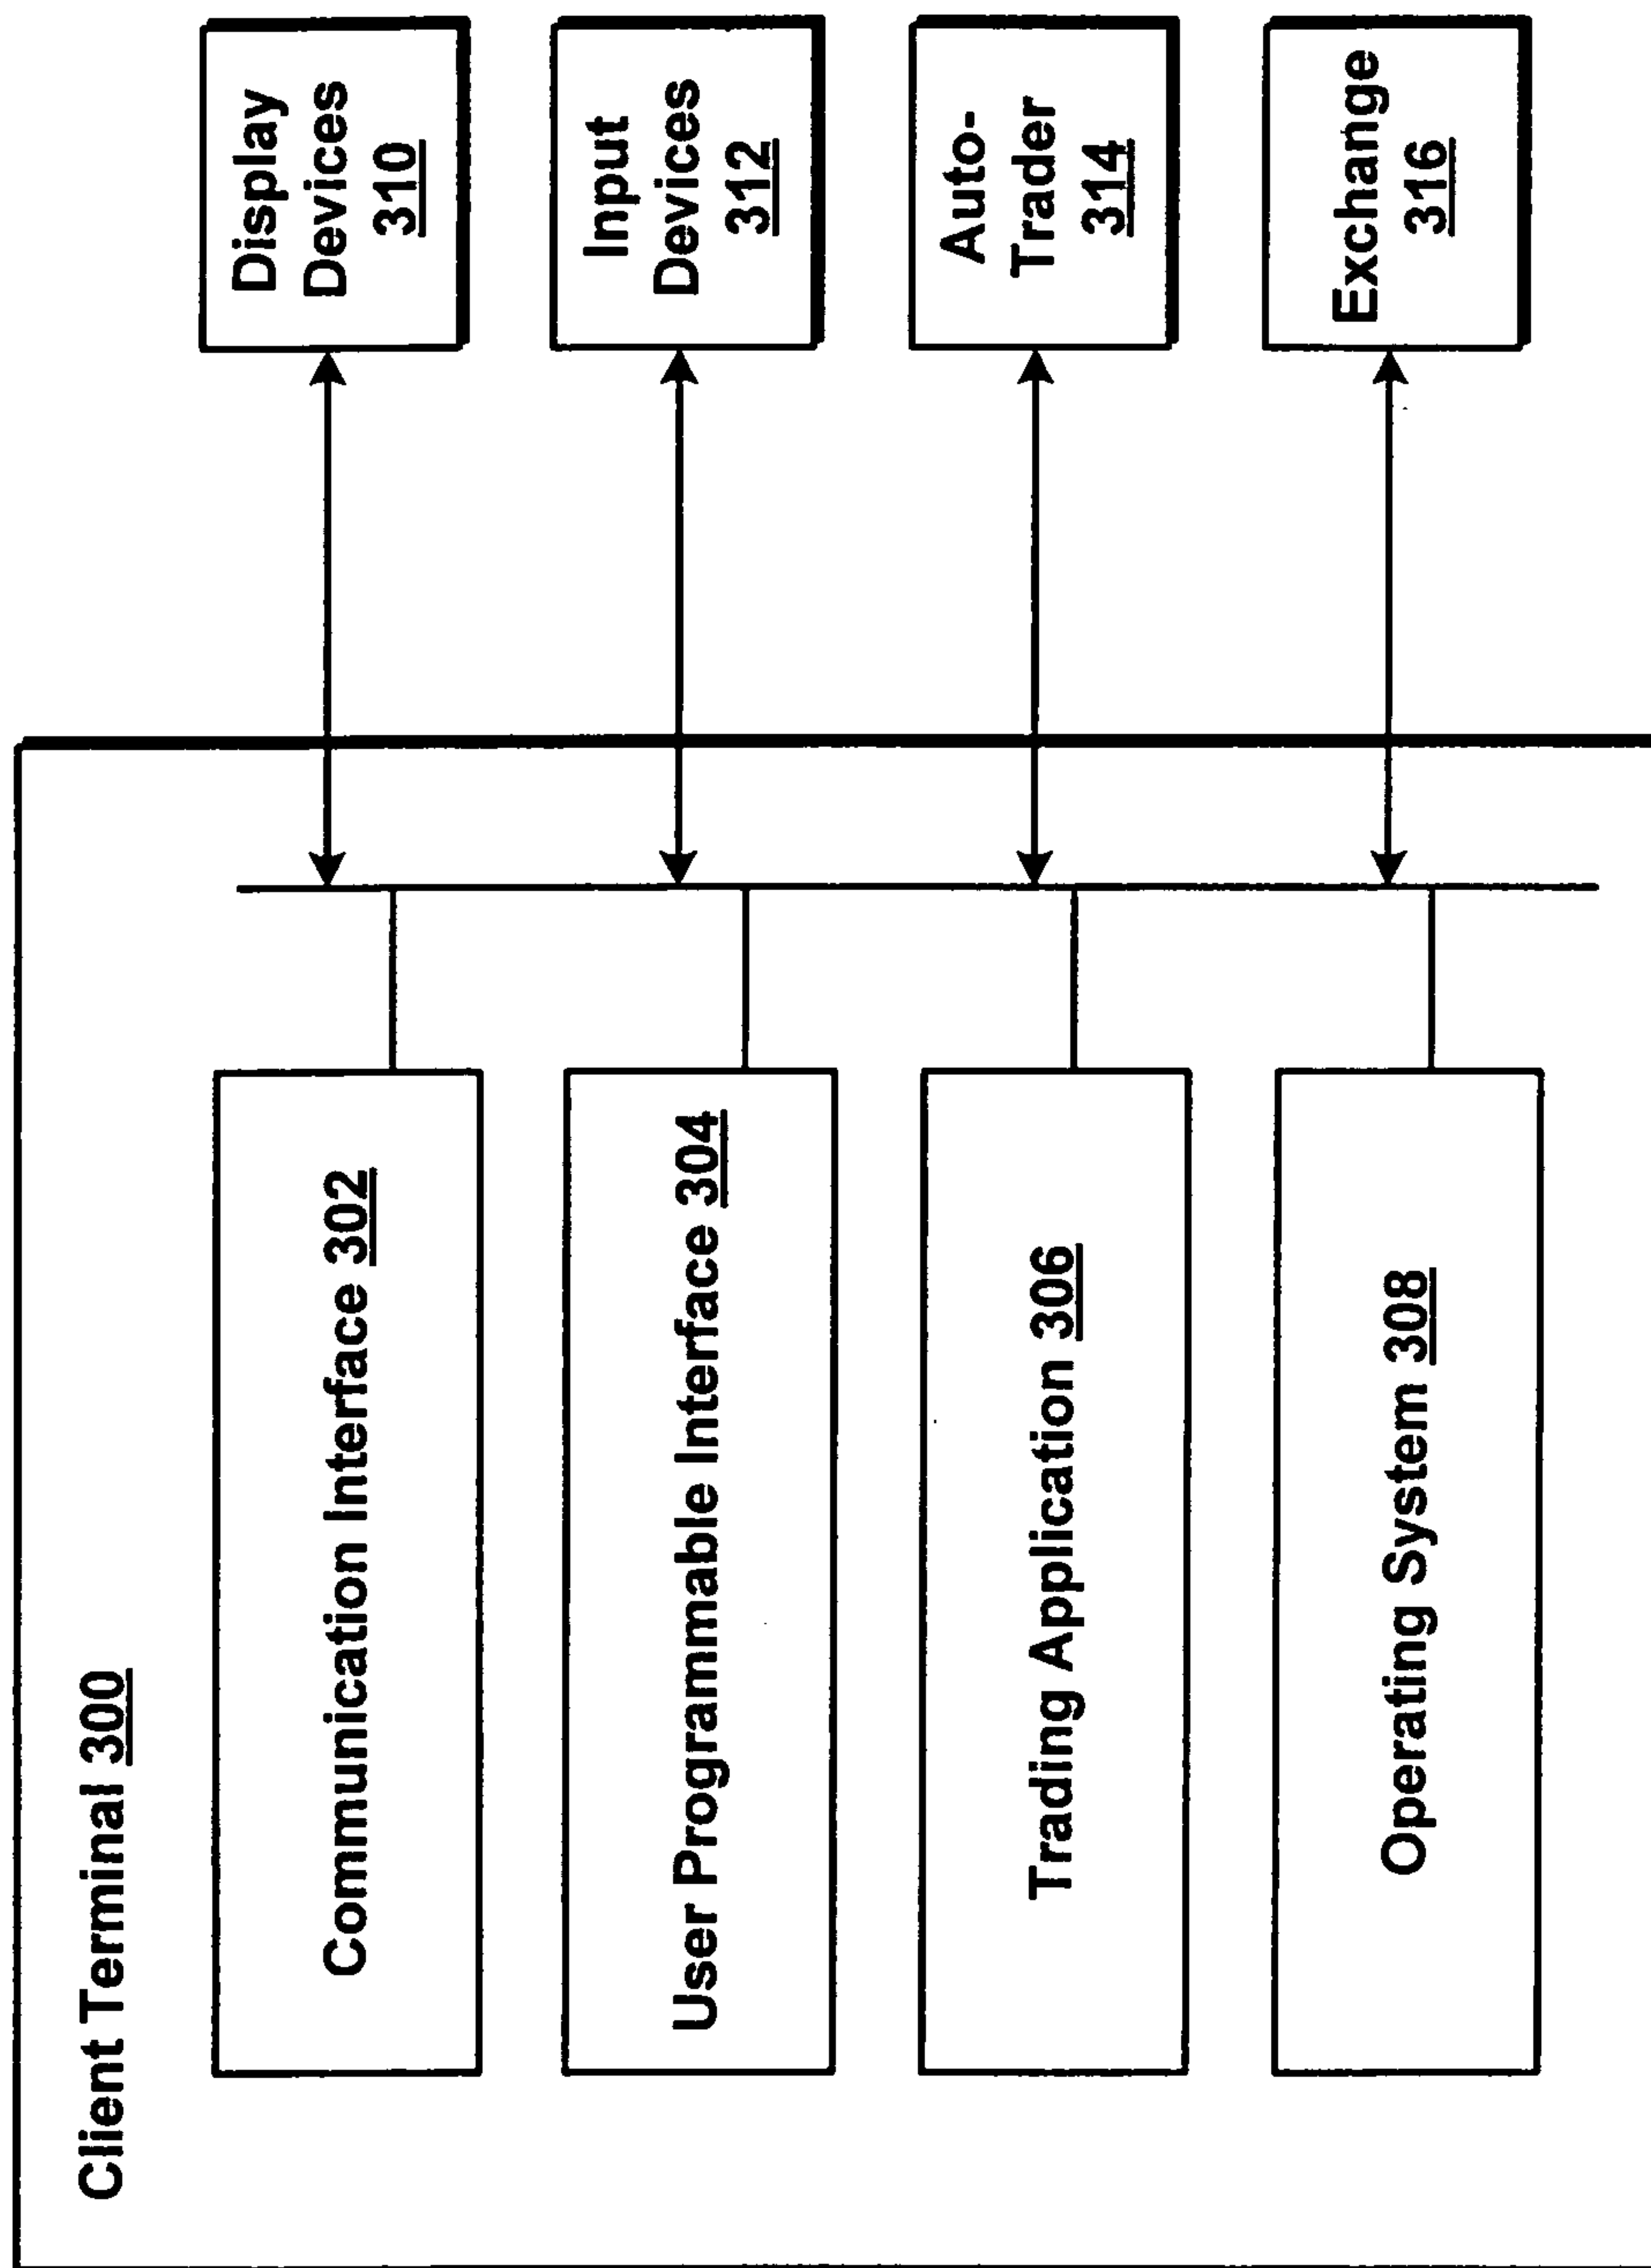 Client Terminal 300
Communication Interface 302
User Programmable Interface 304
Trading Application 306
Operating System 308
Display
Devices
310
Input
Devices
312
Auto-
Trader
314
Exchange
316